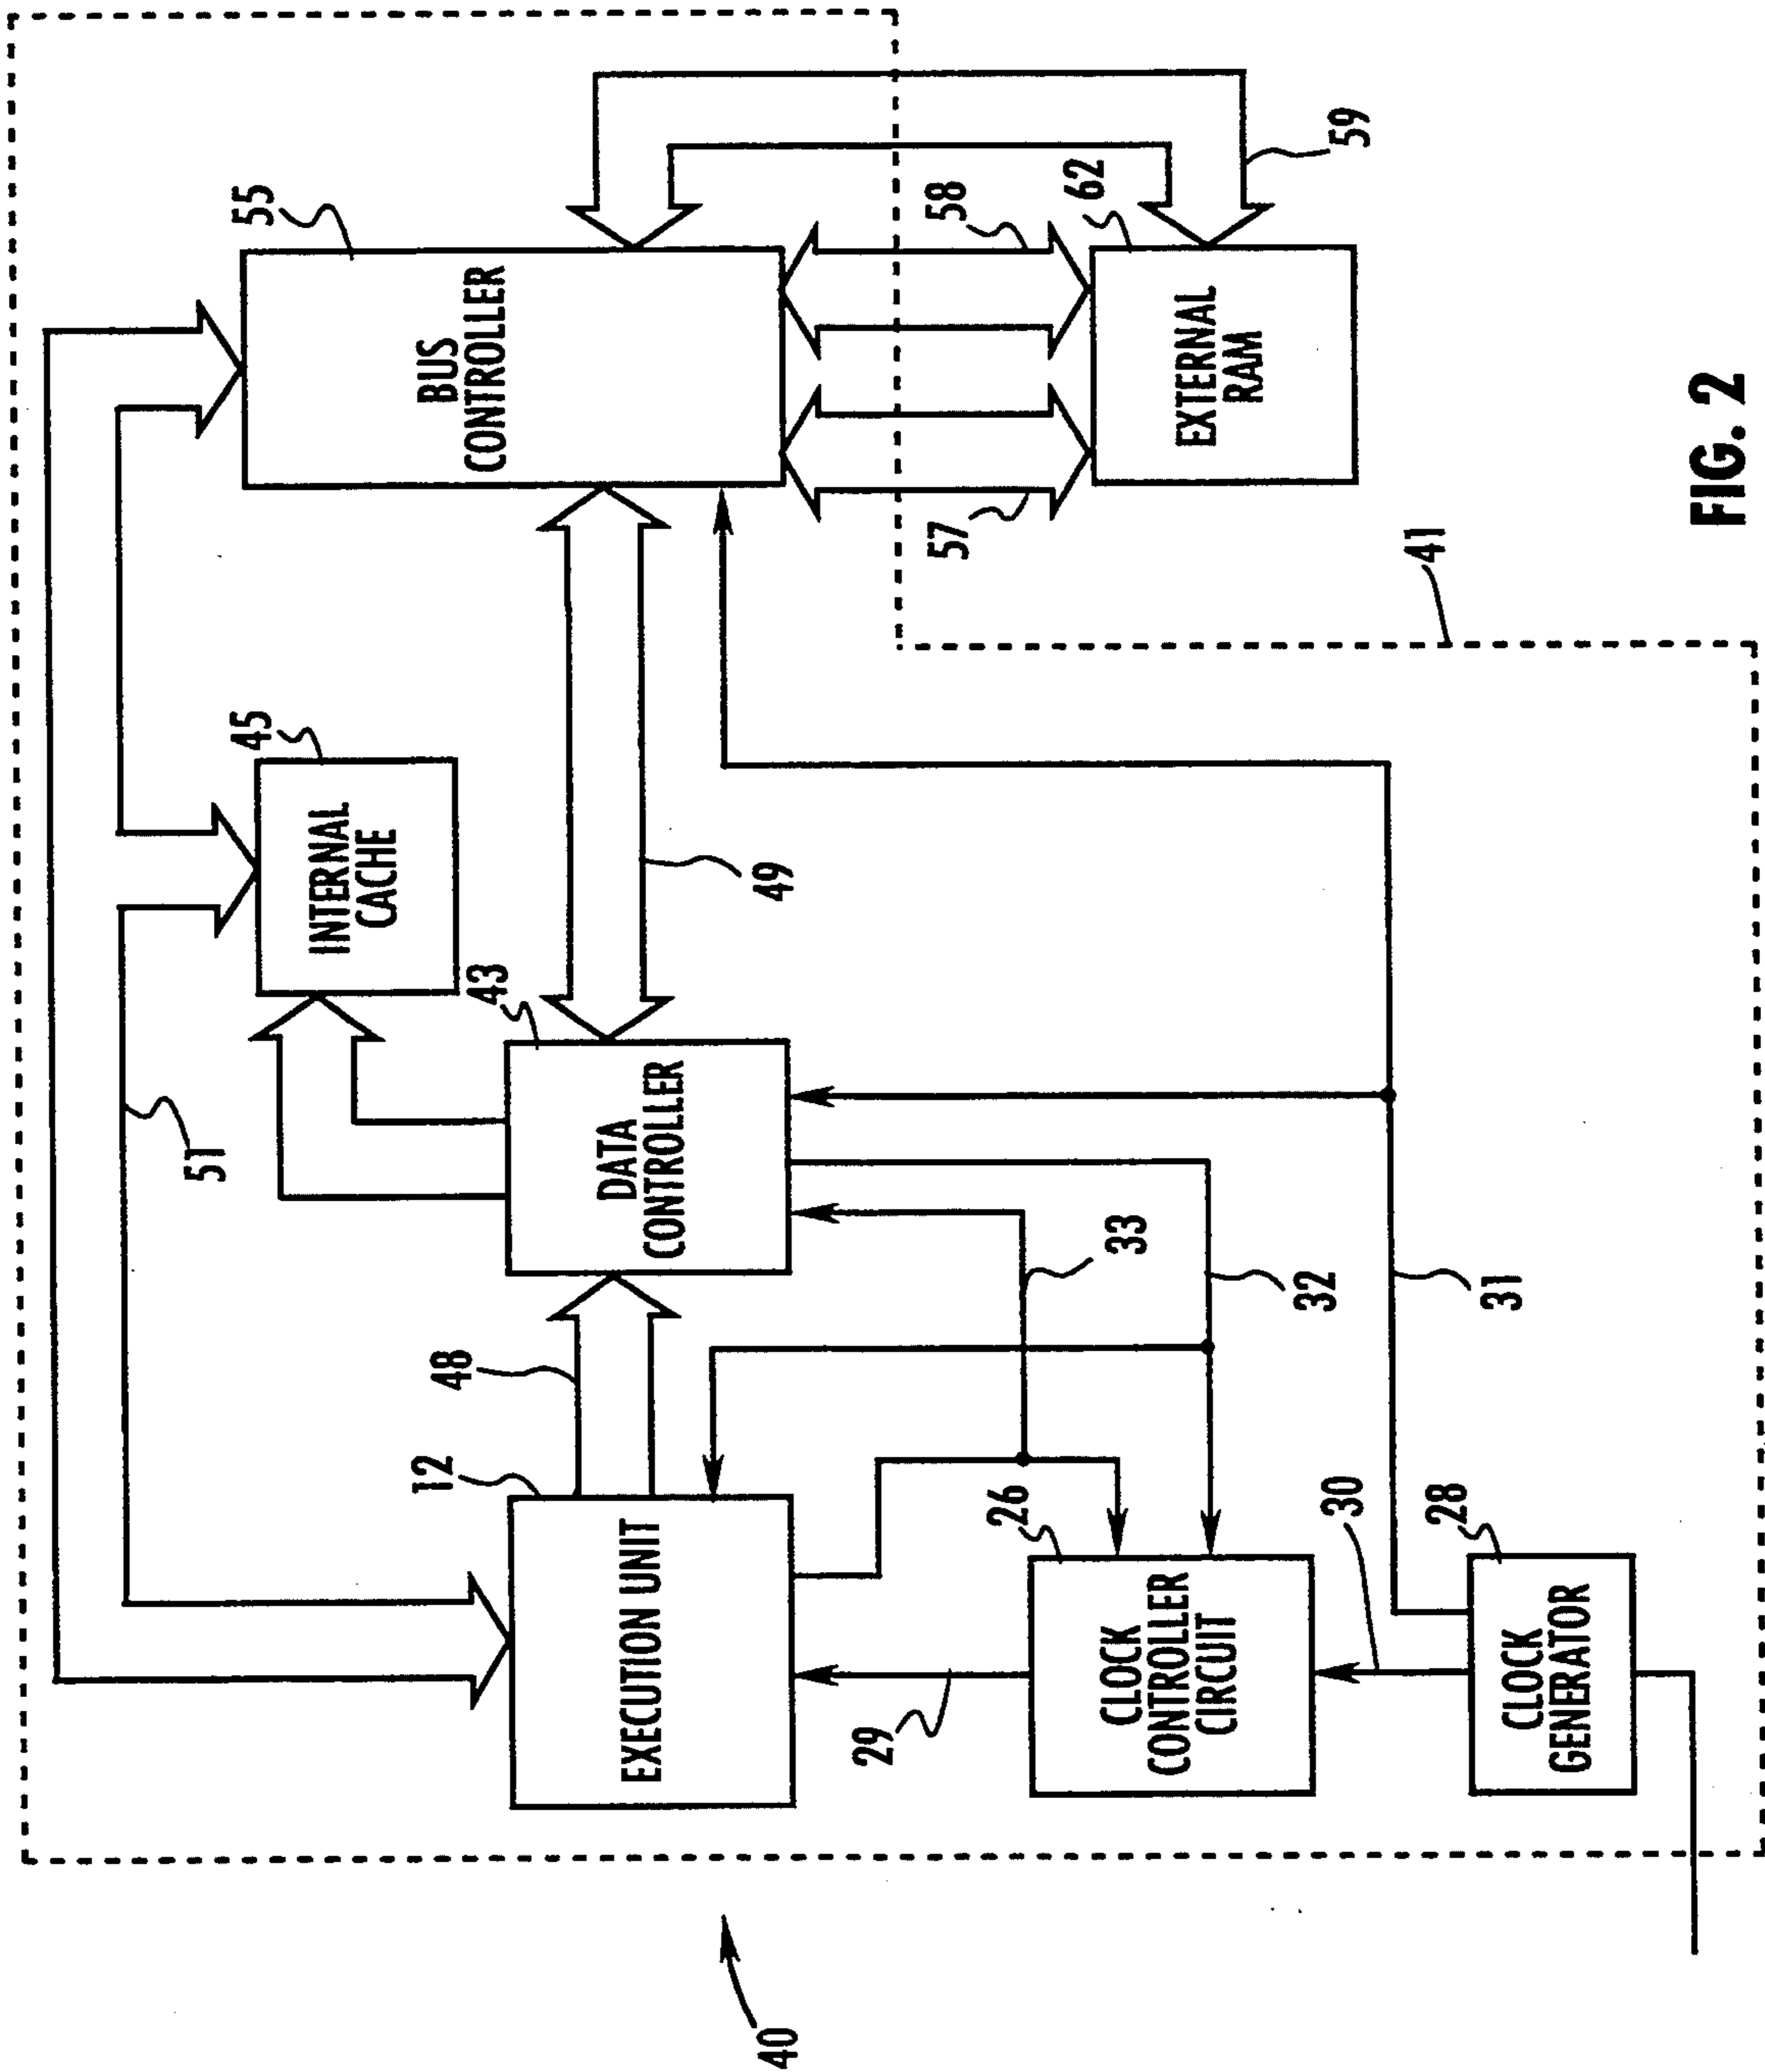 51
45
INTERNAL
CACHE
55
BUS
CONTROLLER
12
EXECUTION UNIT
48
43
DATA
CONTROLLER
49
57
58
59
62
EXTERNAL
RAM
26
CLOCK
CONTROLLER
CIRCUIT
29
33
32
30
31
28
CLOCK
GENERATOR
40
41
FIG. 2